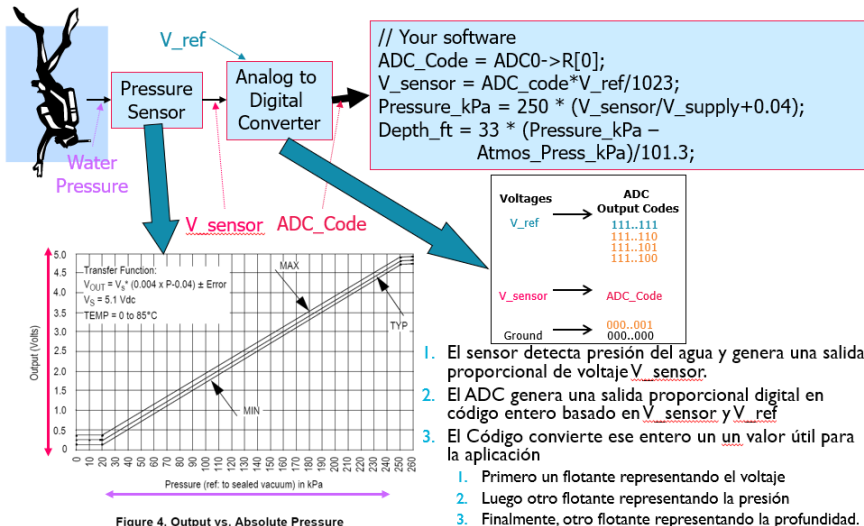 V_ref
Pressure
Sensor
Analog to
Digital
Converter
Water
Pressure
V_sensor
ADC_Code
// Your software
ADC_Code = ADC0->R[0];
V_sensor = ADC_code*V_ref/1023;
Pressure_kPa = 250 * (V_sensor/V_supply+0.04);
Depth_ft = 33 * (Pressure_kPa –
Atmos_Press_kPa)/101.3;
Voltages
ADC
Output Codes
V_ref
111..111
111..110
111..101
111..100
V_sensor
ADC_Code
000..001
Ground
000..000
Output (Volts)
5.0
4.5
4.0
3.5
3.0
2.5
2.0
1.5
1.0
0.5
0
Transfer Function:
VOUT = Vs* (0.004 x P-0.04) ± Error
VS = 5.1 Vdc
TEMP = 0 to 85°C
MAX
TYP
MIN
0 10 20 30 40 50 60 70 80 90 100 110 120 130 140 150 160 170 180 190 200 210 220 230 240 250 260
Pressure (ref: to sealed vacuum) in kPa
Figure 4. Output vs. Absolute Pressure
1. El sensor detecta presión del agua y genera una salida
proporcional de voltaje V_sensor.
2. El ADC genera una salida proporcional digital en
código entero basado en V_sensor y V_ref
3. El Código convierte ese entero un un valor útil para
la aplicación
1. Primero un flotante representando el voltaje
2. Luego otro flotante representando la presión
3. Finalmente, otro flotante representando la profundidad.